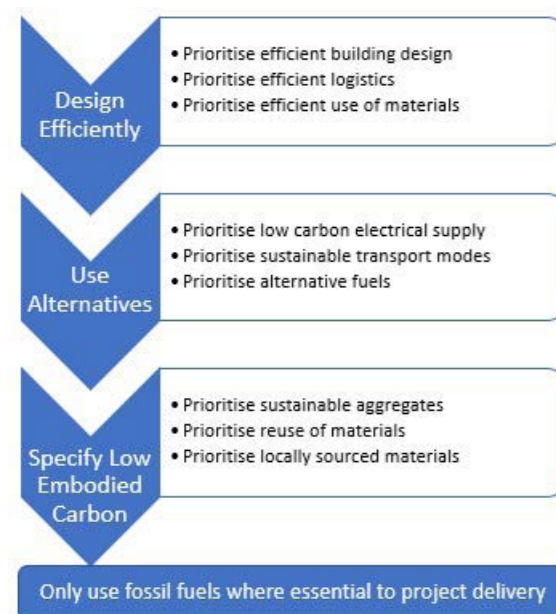 Design
Efficiently
• Prioritise efficient building design
• Prioritise efficient logistics
• Prioritise efficient use of materials
Use
Alternatives
• Prioritise low carbon electrical supply
• Prioritise sustainable transport modes
• Prioritise alternative fuels
Specify Low
Embodied
Carbon
• Prioritise sustainable aggregates
• Prioritise reuse of materials
• Prioritise locally sourced materials
Only use fossil fuels where essential to project delivery